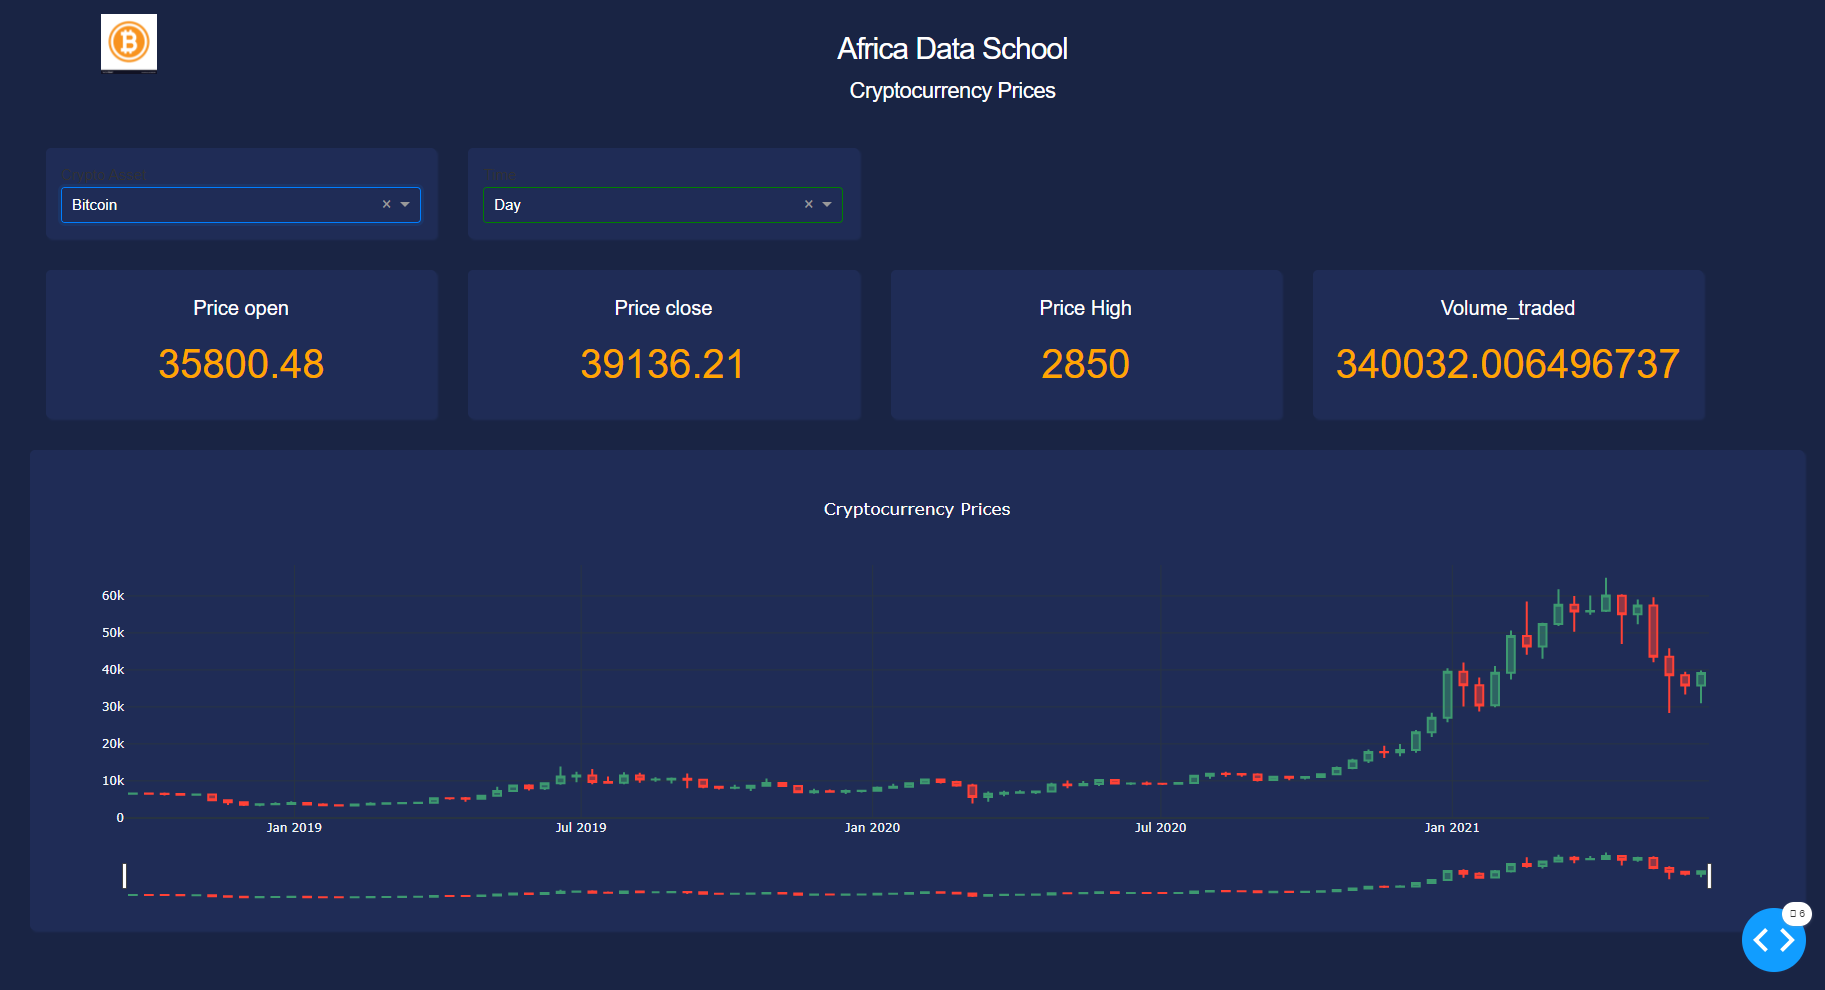 Africa Data School
Cryptocurrency Prices
Crypto Asset
Time
Bitcoin
Day
Price open
Price close
Price High
Volume_traded
35800.48
39136.21
2850
340032.006496737
Cryptocurrency Prices
60k
50k
40k
30k
20k
10k
0
Jan 2019
Jul 2019
Jan 2020
Jul 2020
Jan 2021
6